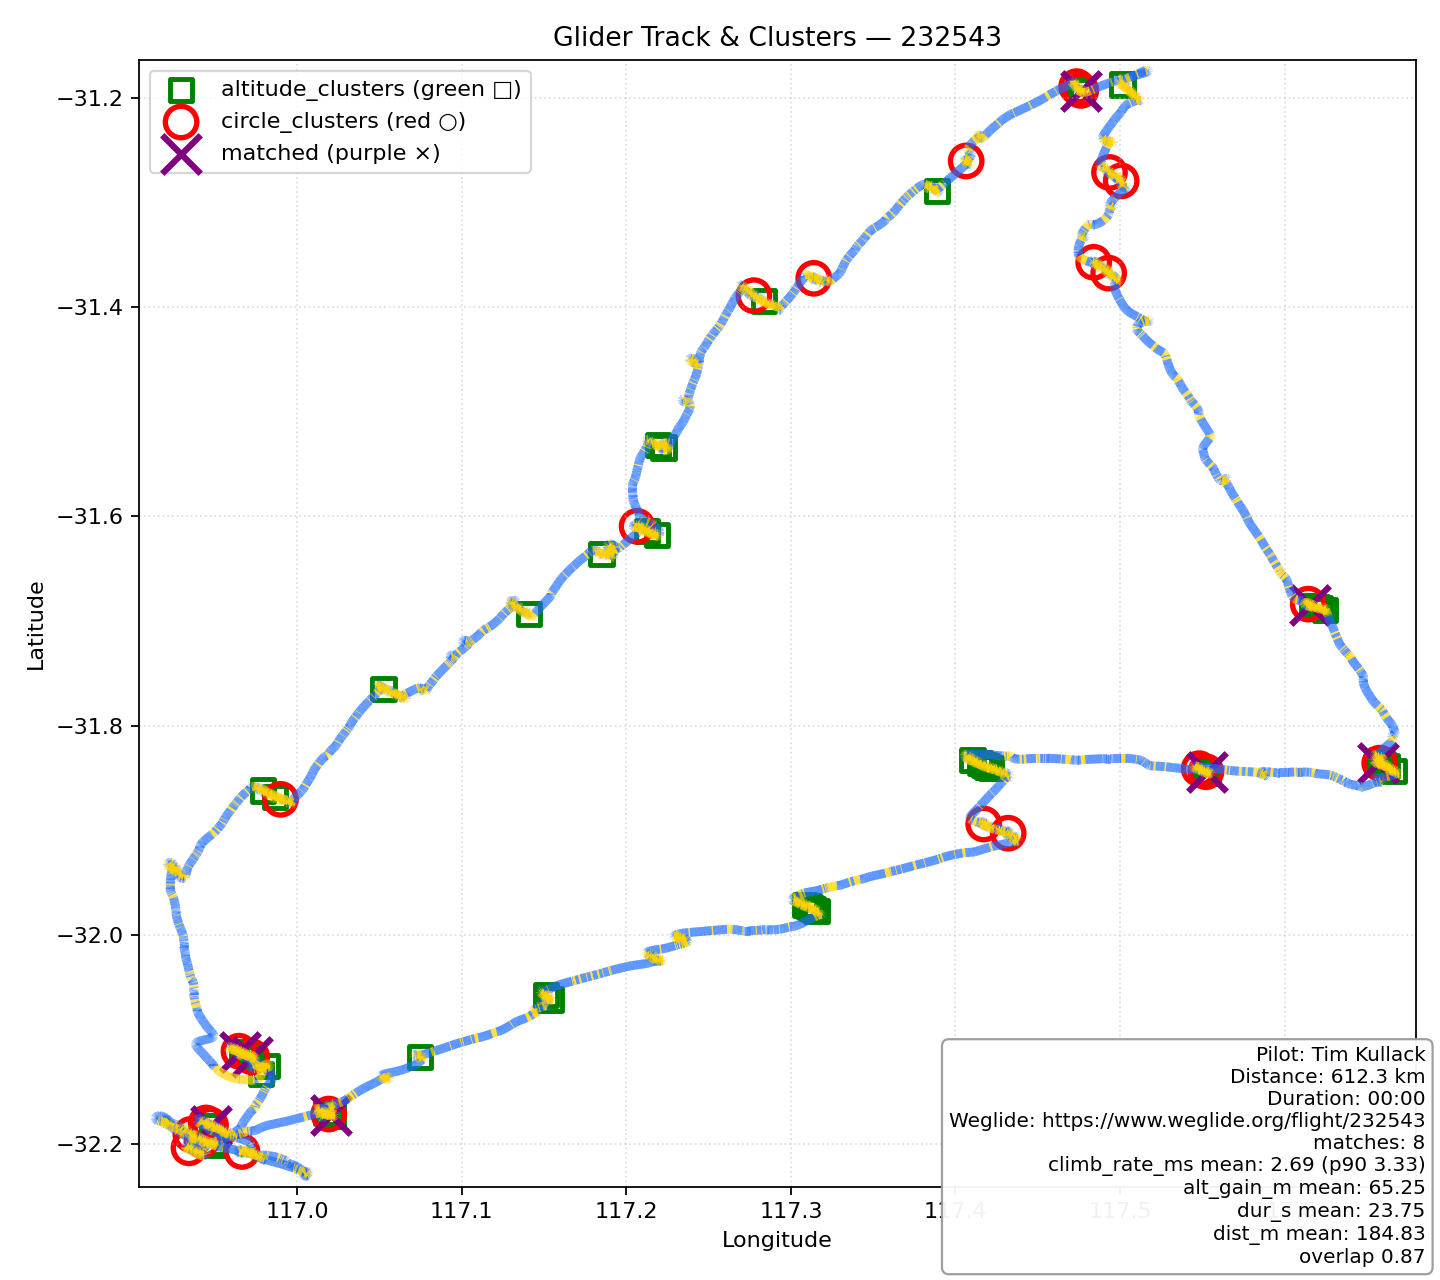 Glider Track & Clusters — 232543
altitude_clusters (green □)
circle_clusters (red ○)
matched (purple ×)
−31.2
−31.4
−31.6
−31.8
−32.0
−32.2
Latitude
117.0
117.1
117.2
117.3
117.4
117.5
Longitude
Pilot: Tim Kullack
Distance: 612.3 km
Duration: 00:00
Weglide: https://www.weglide.org/flight/232543
matches: 8
climb_rate_ms mean: 2.69 (p90 3.33)
alt_gain_m mean: 65.25
dur_s mean: 23.75
dist_m mean: 184.83
overlap 0.87